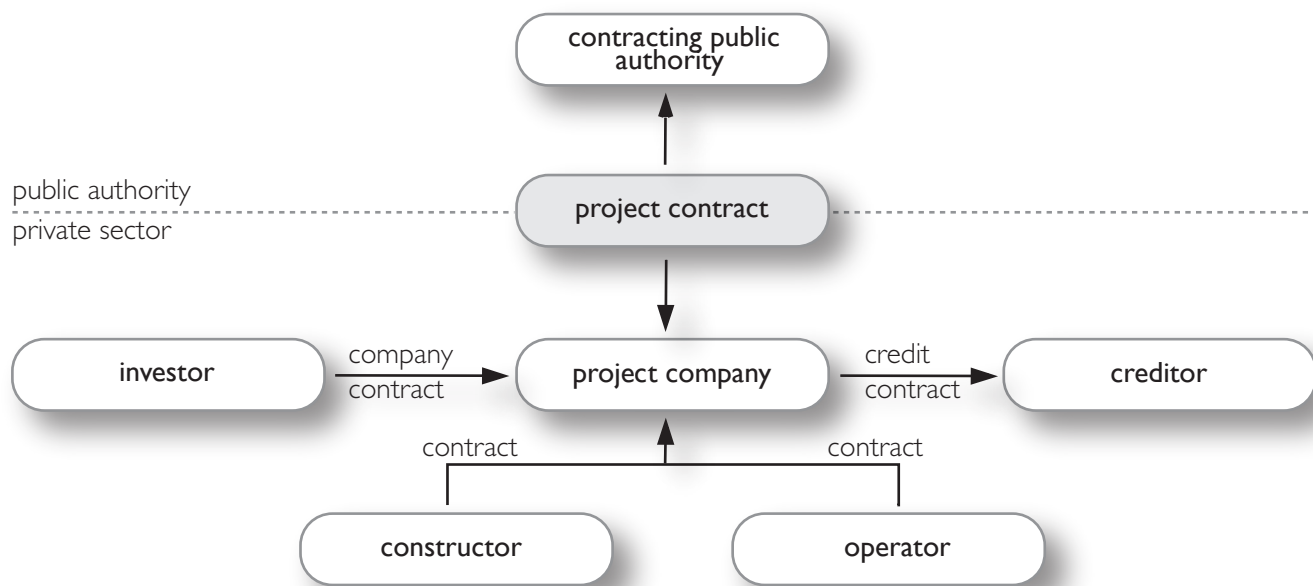 contracting public
authority
public authority
project contract
private sector
investor
company
contract
project company
credit
contract
creditor
contract
contract
constructor
operator